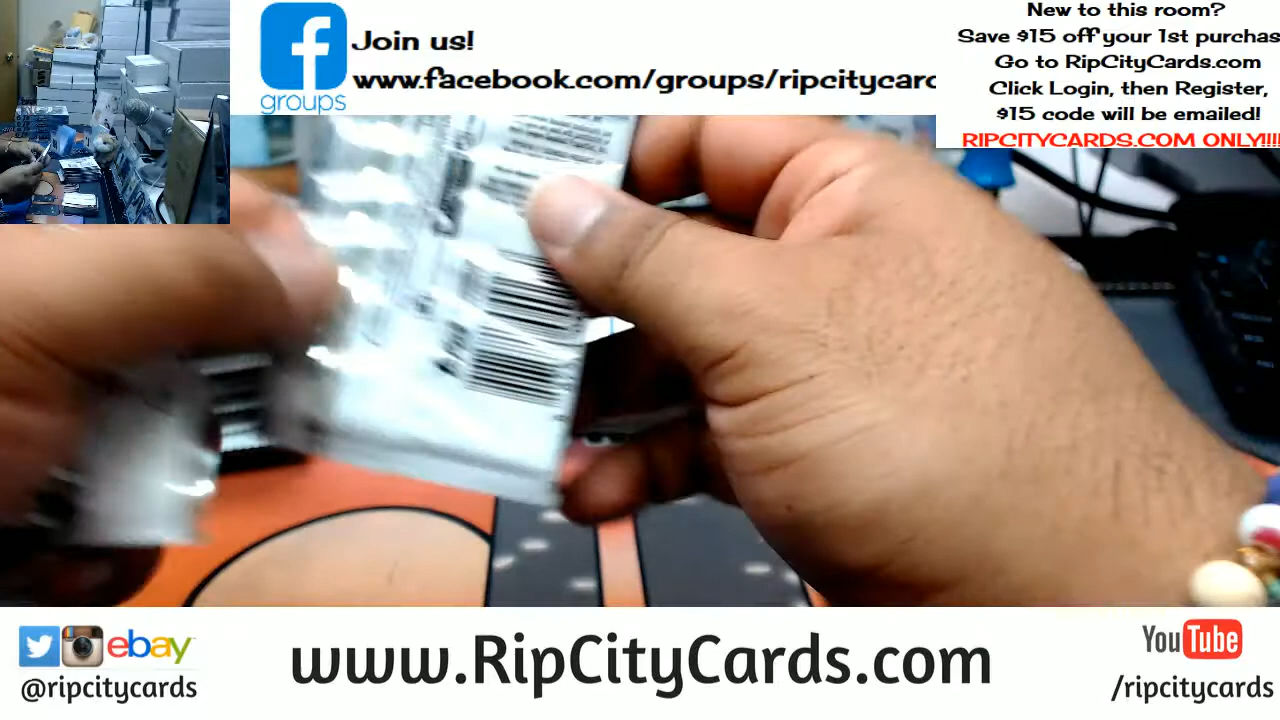 Join us!
www.facebook.com/groups/ripcitycarc
groups
New to this room?
Save $15 off your 1st purchas
Go to RipCityCards.com
Click Login, then Register,
$15 code will be emailed!
RIPCITYCARDS.COM ONLY!!!!
ebay
@ripcitycards
www.RipCityCards.com
YouTube
/ripcitycards